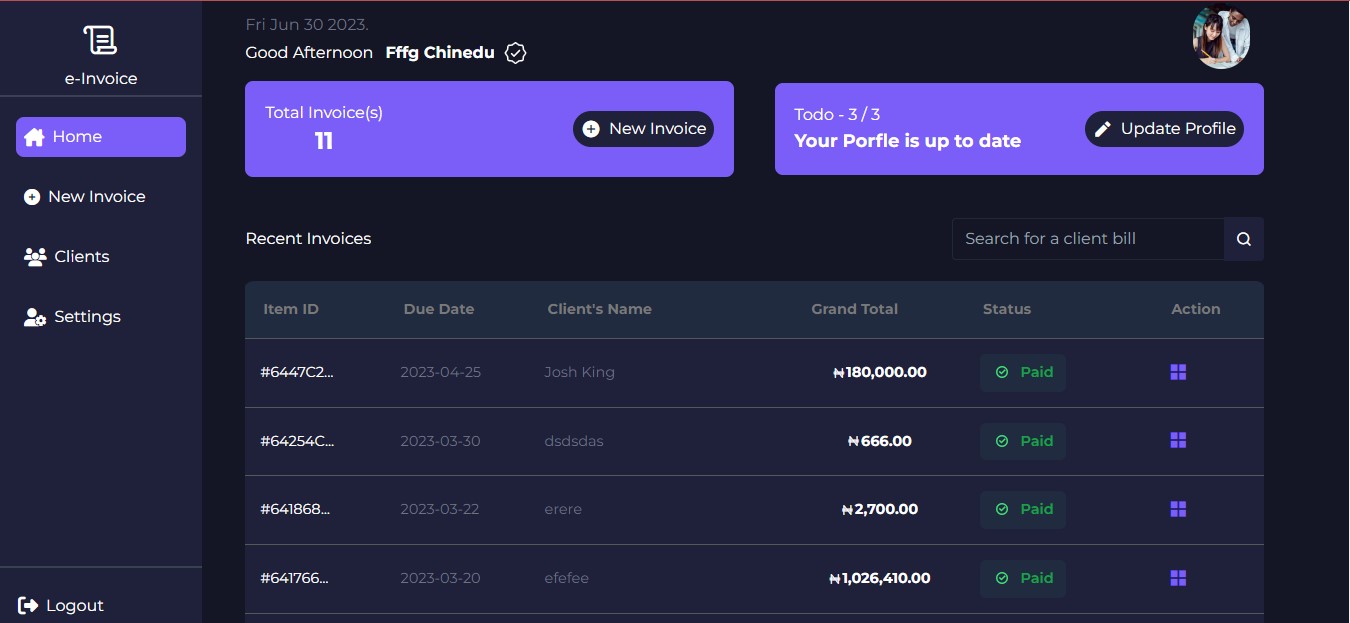 e-Invoice
Home
New Invoice
Clients
Settings
Logout
Fri Jun 30 2023.
Good Afternoon Fffg Chinedu
Total Invoice(s)
11
New Invoice
Todo - 3 / 3
Your Porfle is up to date
Update Profile
Recent Invoices
Search for a client bill
Item ID Due Date Client's Name Grand Total Status Action
#6447C2... 2023-04-25 Josh King ₦180,000.00 Paid
#64254C... 2023-03-30 dsdsdas ₦666.00 Paid
#641868... 2023-03-22 erere ₦2,700.00 Paid
#641766... 2023-03-20 efefee ₦1,026,410.00 Paid